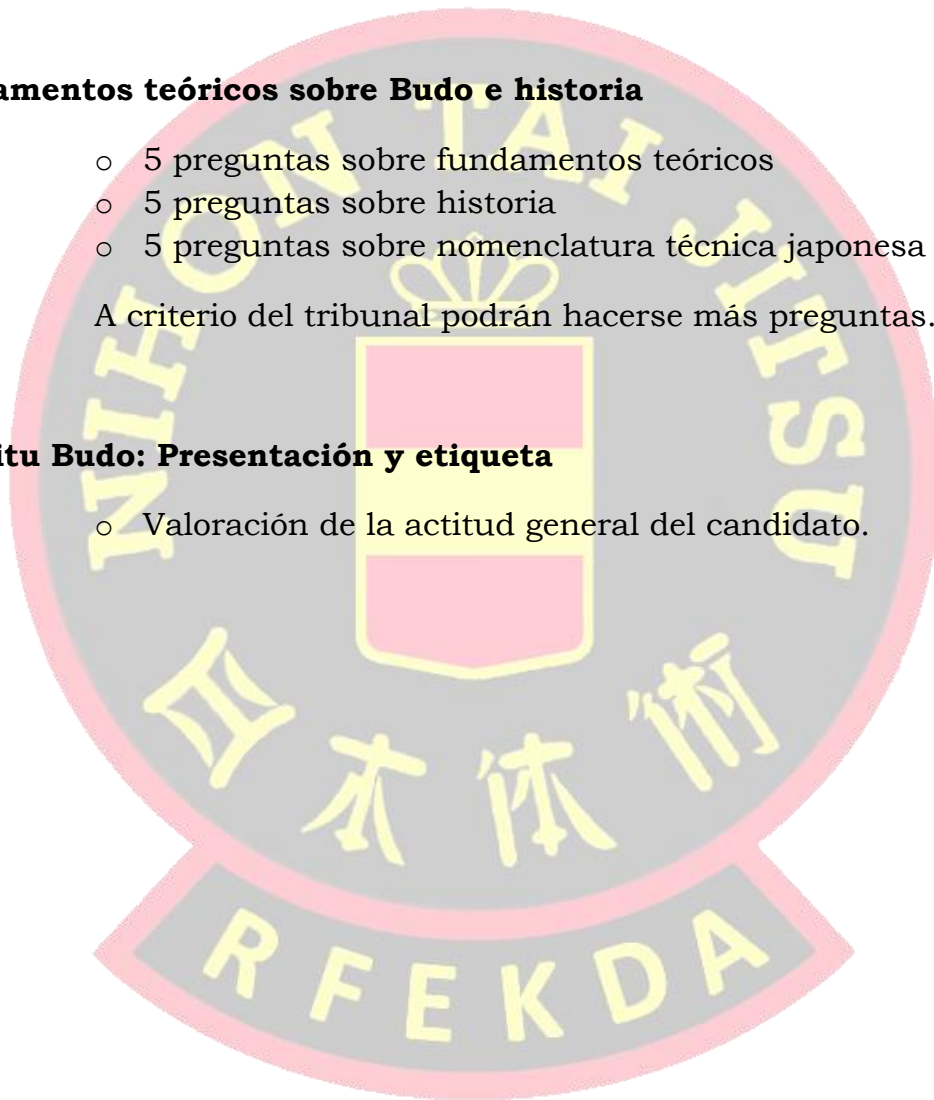 amentos teóricos sobre Budo e historia
o 5 preguntas sobre fundamentos teóricos
o 5 preguntas sobre historia
o 5 preguntas sobre nomenclatura técnica japonesa
A criterio del tribunal podrán hacerse más preguntas.
itu Budo: Presentación y etiqueta
o Valoración de la actitud general del candidato.
NIHON TAI JITSU
日本体術
RFEKDA